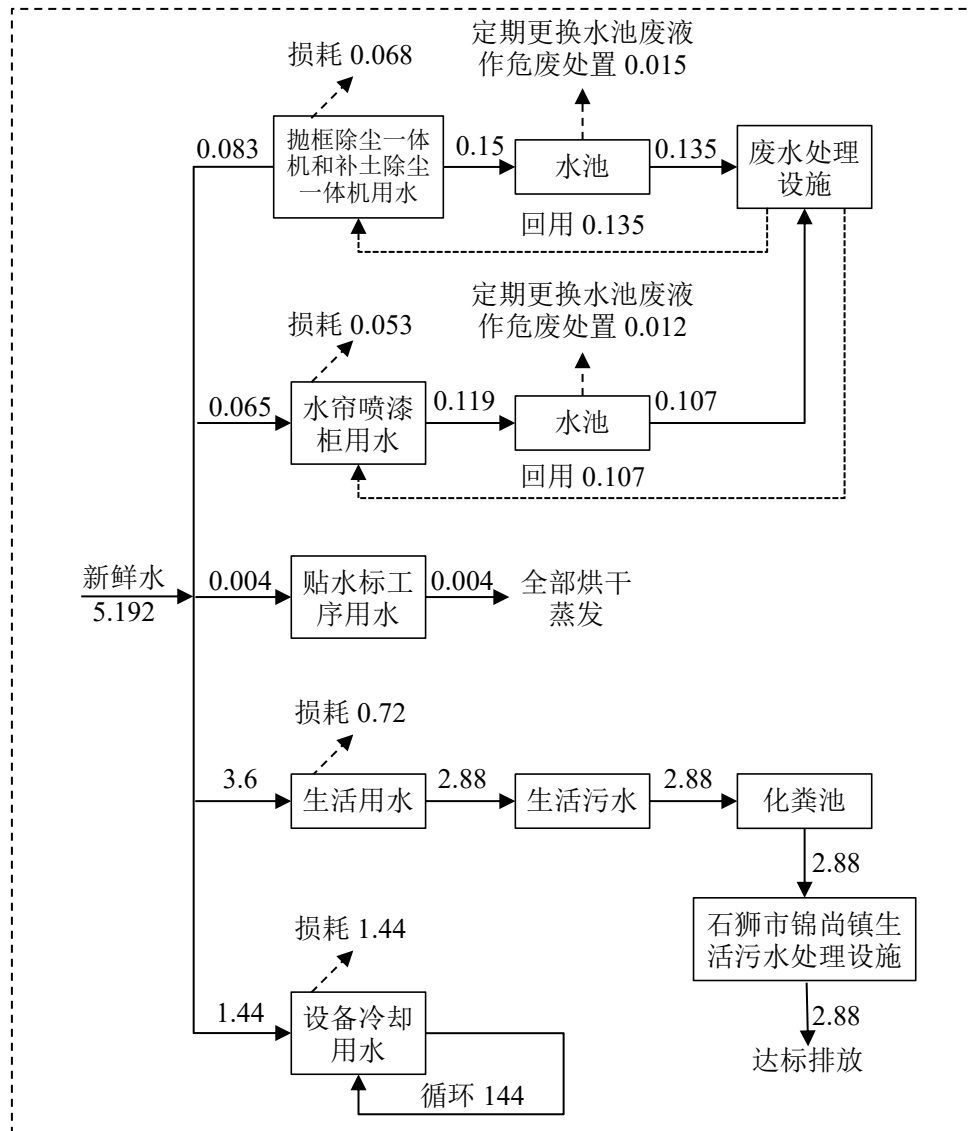 定期更换水池废液
作危废处置 0.015
损耗 0.068
0.083
抛框除尘一体
机和补土除尘
一体机用水
0.15
水池
0.135
废水处理
设施
回用 0.135
定期更换水池废液
作危废处置 0.012
损耗 0.053
0.065
水帘喷漆
柜用水
0.119
水池
0.107
回用 0.107
新鲜水
5.192
0.004
贴水标工
序用水
0.004
全部烘干
蒸发
损耗 0.72
3.6
生活用水
2.88
生活污水
2.88
化粪池
2.88
石狮市锦尚镇生
活污水处理设施
2.88
达标排放
损耗 1.44
1.44
设备冷却
用水
循环 144